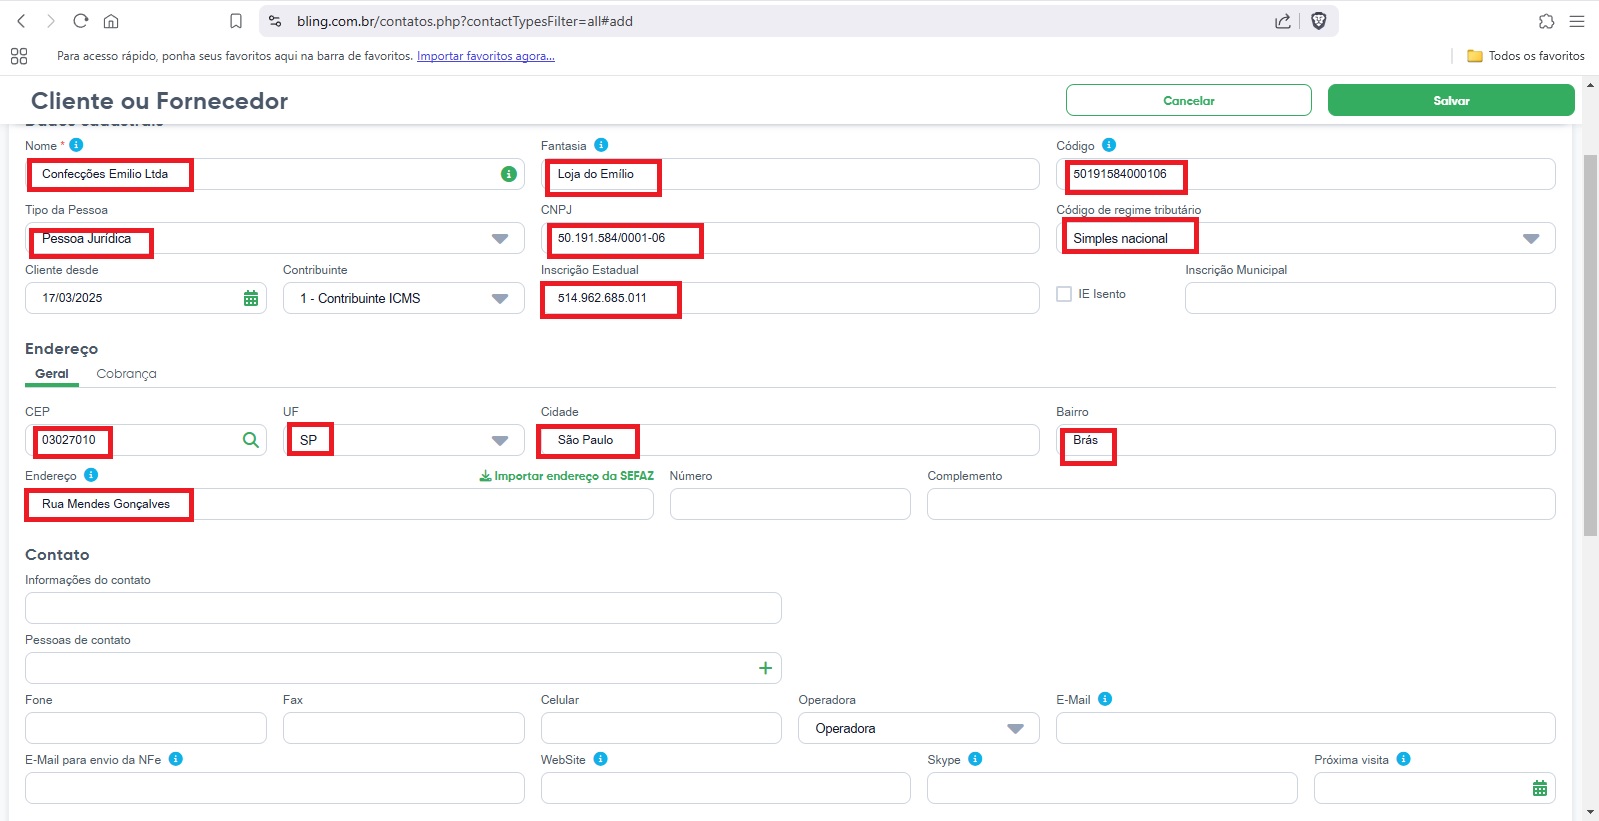 bling.com.br/contatos.php?contactTypesFilter=all#add
Para acesso rápido, ponha seus favoritos aqui na barra de favoritos. Importar favoritos agora...
Todos os favoritos
Cliente ou Fornecedor
Cancelar
Salvar
Dados cadastrais
Nome *
Fantasia
Código
Confecções Emilio Ltda
Loja do Emílio
50191584000106
Tipo da Pessoa
CNPJ
Código de regime tributário
Pessoa Jurídica
50.191.584/0001-06
Simples nacional
Cliente desde
Contribuinte
Inscrição Estadual
Inscrição Municipal
17/03/2025
1 - Contribuinte ICMS
514.962.685.011
IE Isento
Endereço
Geral
Cobrança
CEP
UF
Cidade
Bairro
03027010
SP
São Paulo
Brás
Endereço
Importar endereço da SEFAZ
Número
Complemento
Rua Mendes Gonçalves
Contato
Informações do contato
Pessoas de contato
Fone
Fax
Celular
Operadora
E-Mail
Operadora
E-Mail para envio da NFe
WebSite
Skype
Próxima visita